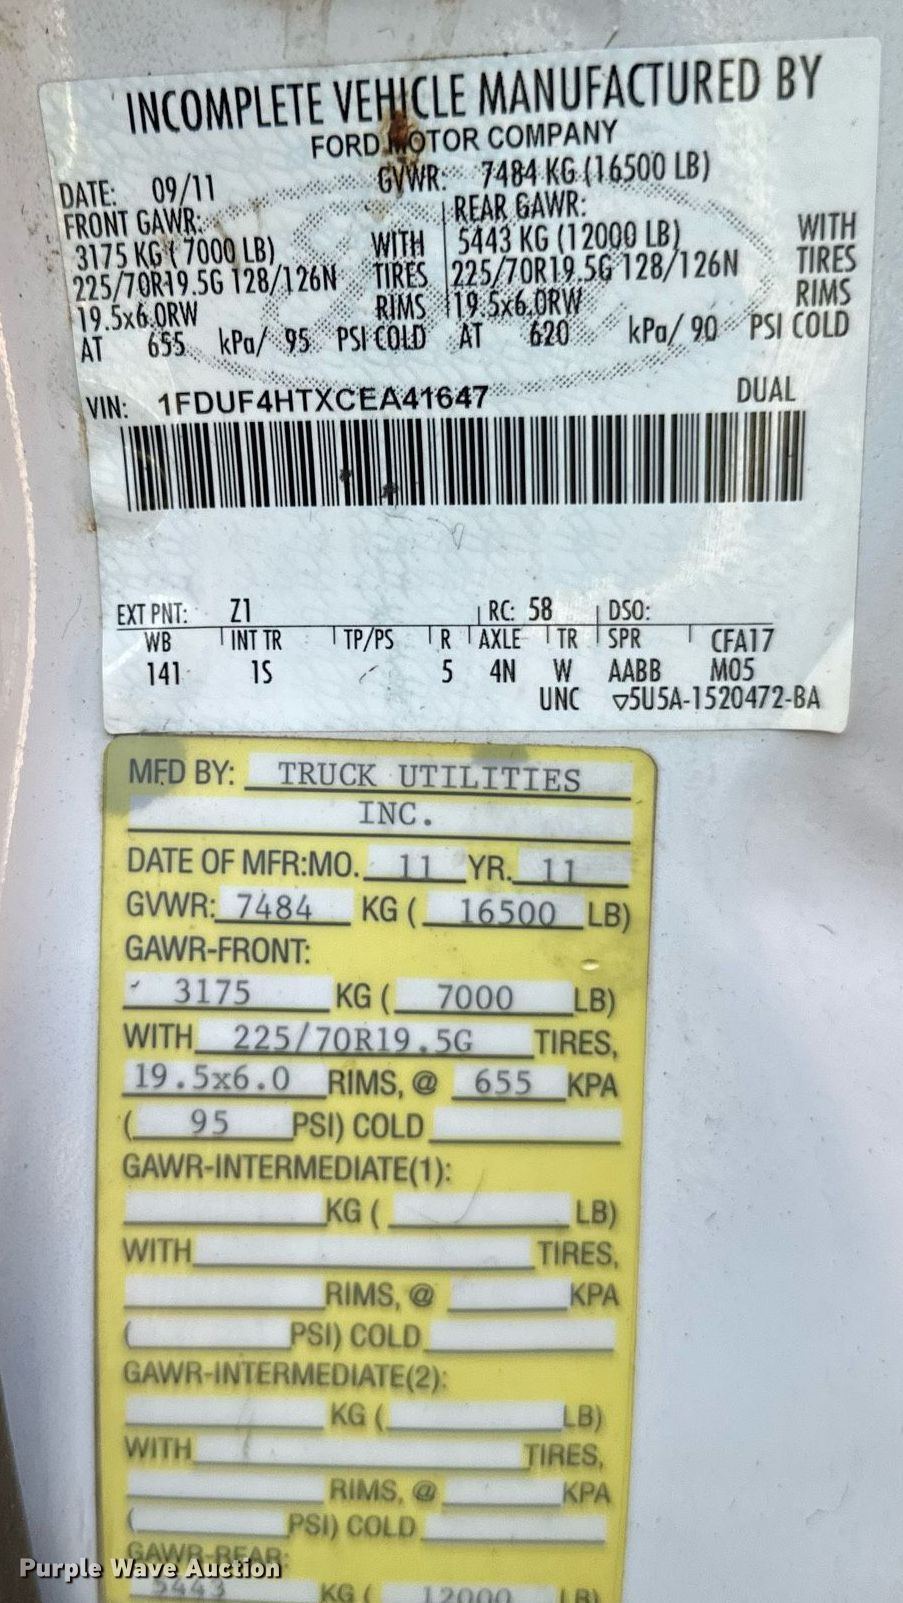 INCOMPLETE VEHICLE MANUFACTURED BY
FORD MOTOR COMPANY
DATE: 09/11 GVWR: 7484 KG (16500 LB)
FRONT GAWR: REAR GAWR:
3175 KG ( 7000 LB) WITH 5443 KG (12000 LB) WITH
225/70R19.5G 128/126N TIRES 225/70R19.5G 128/126N TIRES
19.5x6.0RW RIMS 19.5x6.0RW RIMS
AT 655 kPa/ 95 PSI COLD AT 620 kPa/ 90 PSI COLD
VIN: 1FDUF4HTXCEA41647 DUAL
EXT PNT: Z1 RC: 58 DSO:
WB INT TR TP/PS R AXLE TR SPR CFA17
141 1S 5 4N W AABB M05
UNC ▽5U5A-1520472-BA
MFD BY: TRUCK UTILITIES
INC.
DATE OF MFR:MO. 11 YR. 11
GVWR: 7484 KG ( 16500 LB)
GAWR-FRONT:
3175 KG ( 7000 LB)
WITH 225/70R19.5G TIRES,
19.5x6.0 RIMS, @ 655 KPA
( 95 PSI) COLD
GAWR-INTERMEDIATE(1):
KG ( LB)
WITH TIRES,
RIMS, @ KPA
( PSI) COLD
GAWR-INTERMEDIATE(2):
KG ( LB)
WITH TIRES,
RIMS, @ KPA
( PSI) COLD
GAWR-REAR:
5443 KG ( 12000 LB)
Purple Wave Auction